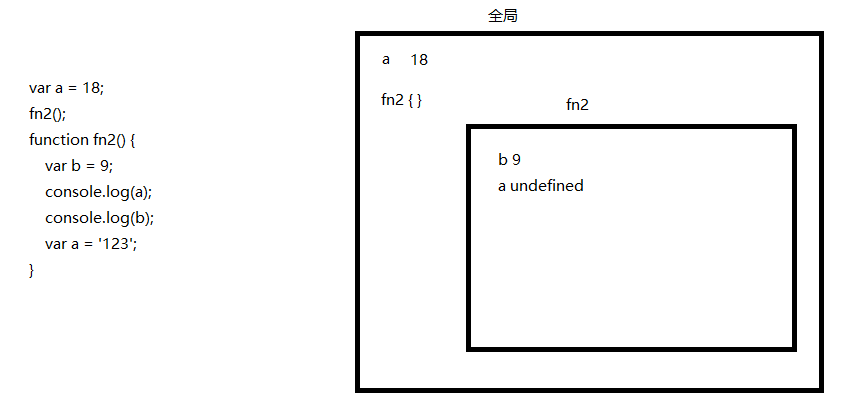 全局
var a = 18;
fn2();
function fn2() {
var b = 9;
console.log(a);
console.log(b);
var a = '123';
}
a 18
fn2 { }
fn2
b 9
a undefined